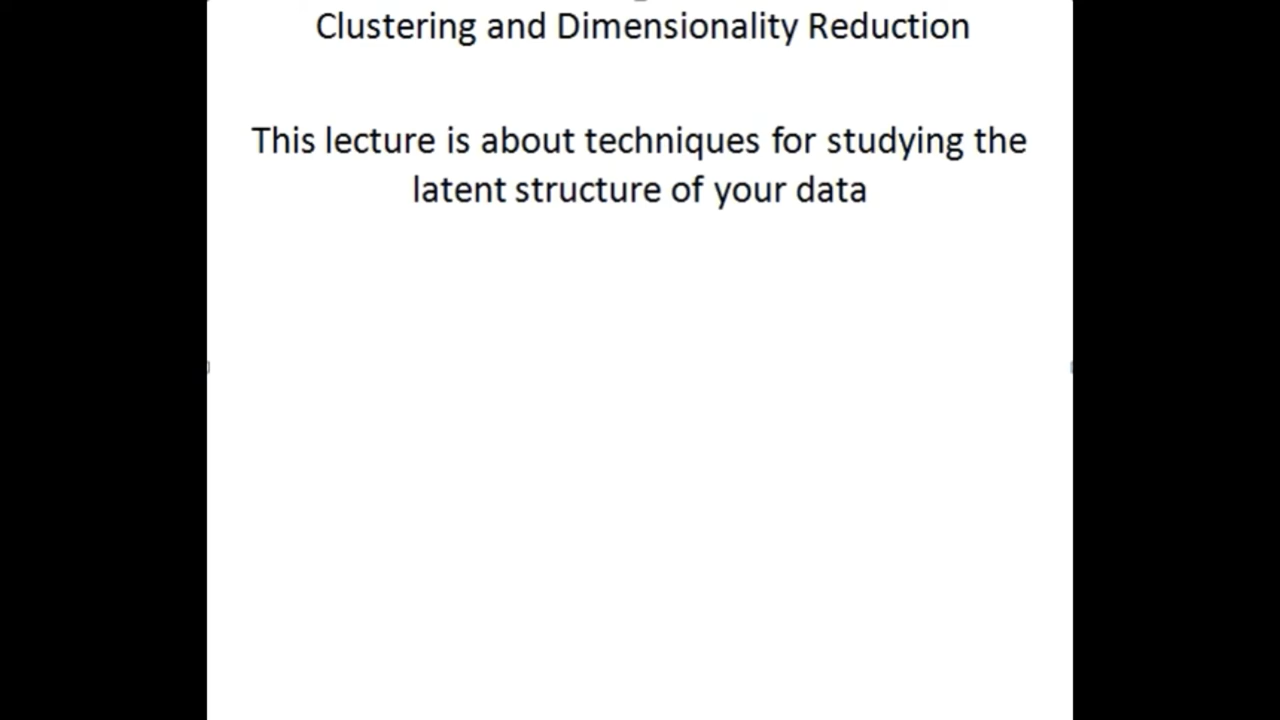 Clustering and Dimensionality Reduction
This lecture is about techniques for studying the
latent structure of your data